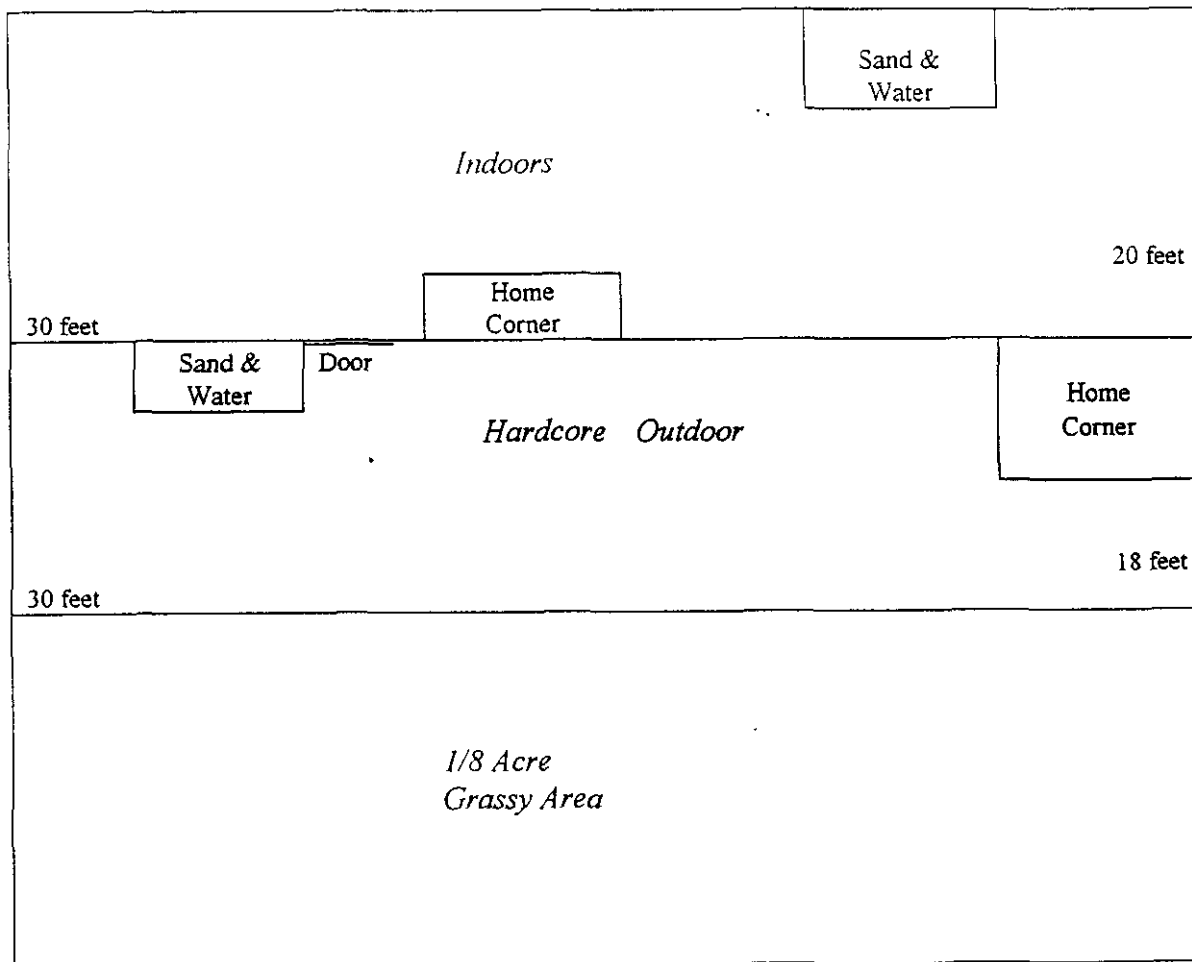 Sand &
Water
Indoors
20 feet
Home
Corner
30 feet
Sand &
Water
Door
Home
Corner
Hardcore Outdoor
18 feet
30 feet
1/8 Acre
Grassy Area